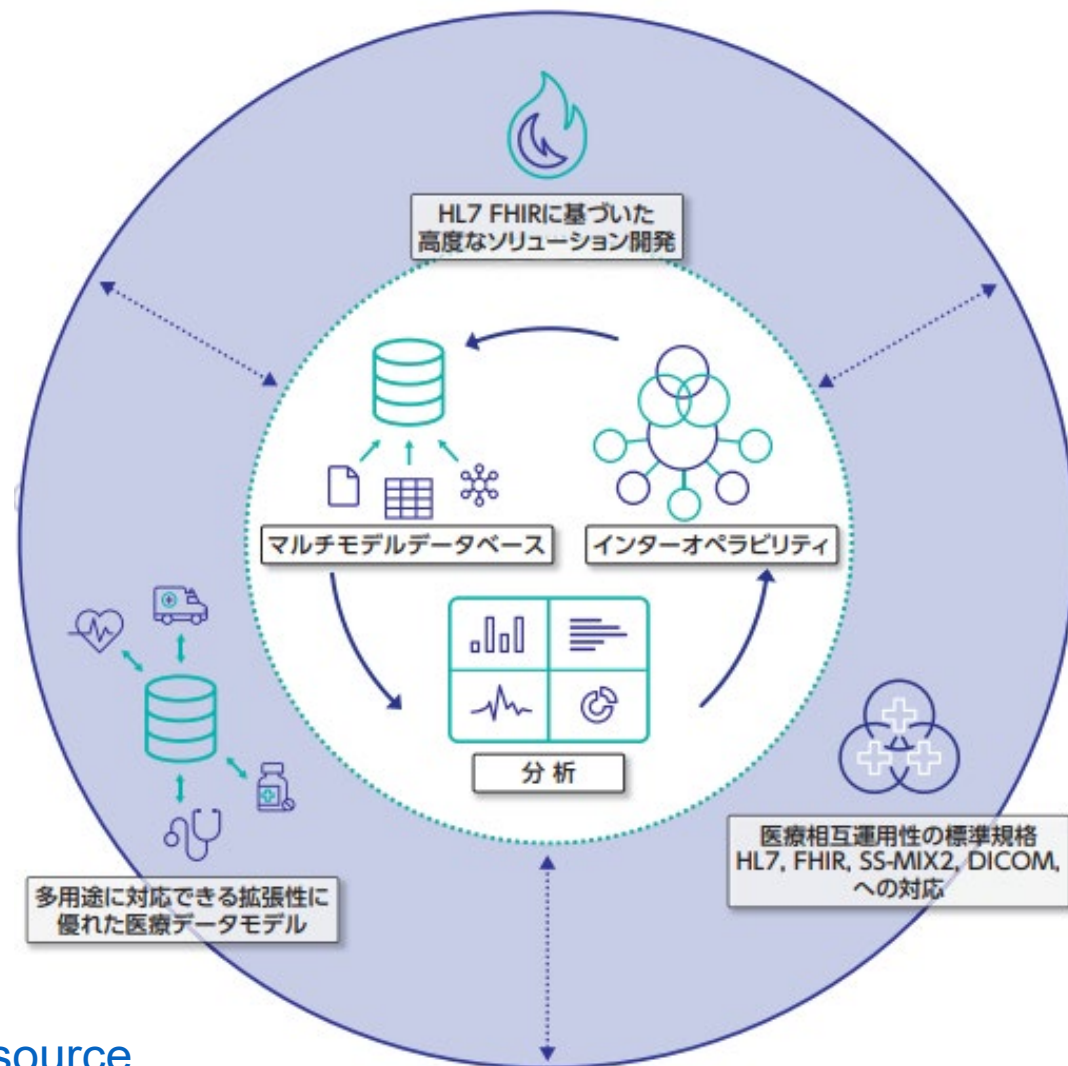 HL7 FHIRに基づいた
高度なソリューション開発
マルチモデルデータベース
インターオペラビリティ
分析
多用途に対応できる拡張性に
優れた医療データモデル
医療相互運用性の標準規格
HL7, FHIR, SS-MIX2, DICOM,
への対応
source